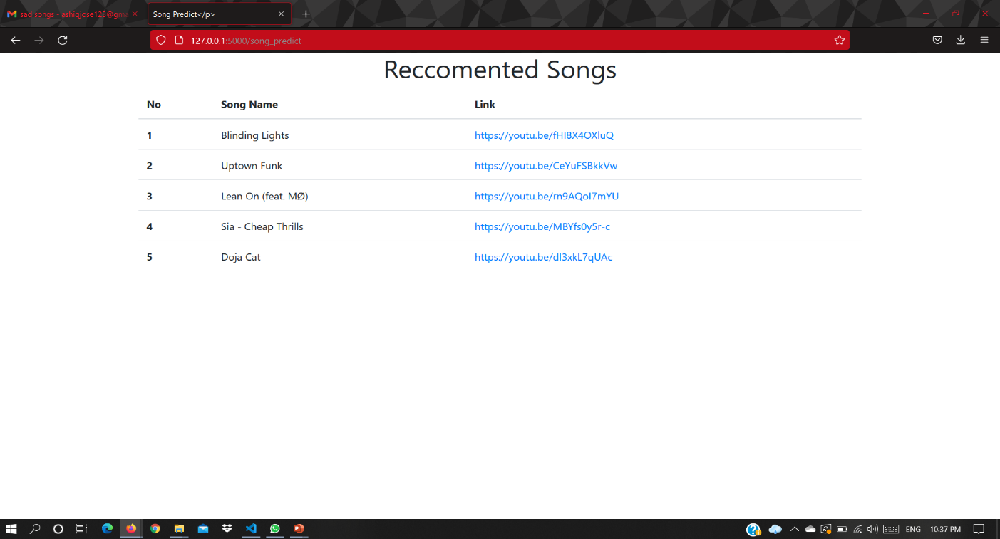 sad songs - ashiqjose123@gma
Song Predict</p>
127.0.0.1:5000/song_predict
Reccomented Songs
No Song Name Link
1 Blinding Lights https://youtu.be/fHI8X4OXluQ
2 Uptown Funk https://youtu.be/CeYuFSBkkVw
3 Lean On (feat. MØ) https://youtu.be/rn9AQoI7mYU
4 Sia - Cheap Thrills https://youtu.be/MBYfs0y5r-c
5 Doja Cat https://youtu.be/dI3xkL7qUAc
ENG 10:37 PM